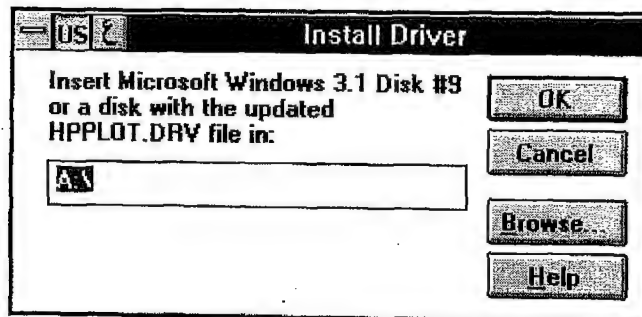 US Install Driver
Insert Microsoft Windows 3.1 Disk #9
or a disk with the updated
HPPLOT.DRV file in:
A:\
OK
Cancel
Browse...
Help